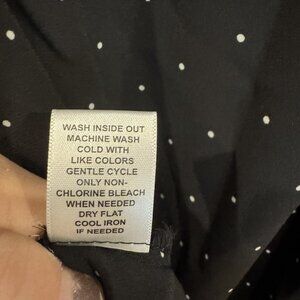 WASH INSIDE OUT
MACHINE WASH
COLD WITH
LIKE COLORS
GENTLE CYCLE
ONLY NON-
CHLORINE BLEACH
WHEN NEEDED
DRY FLAT
COOL IRON
IF NEEDED